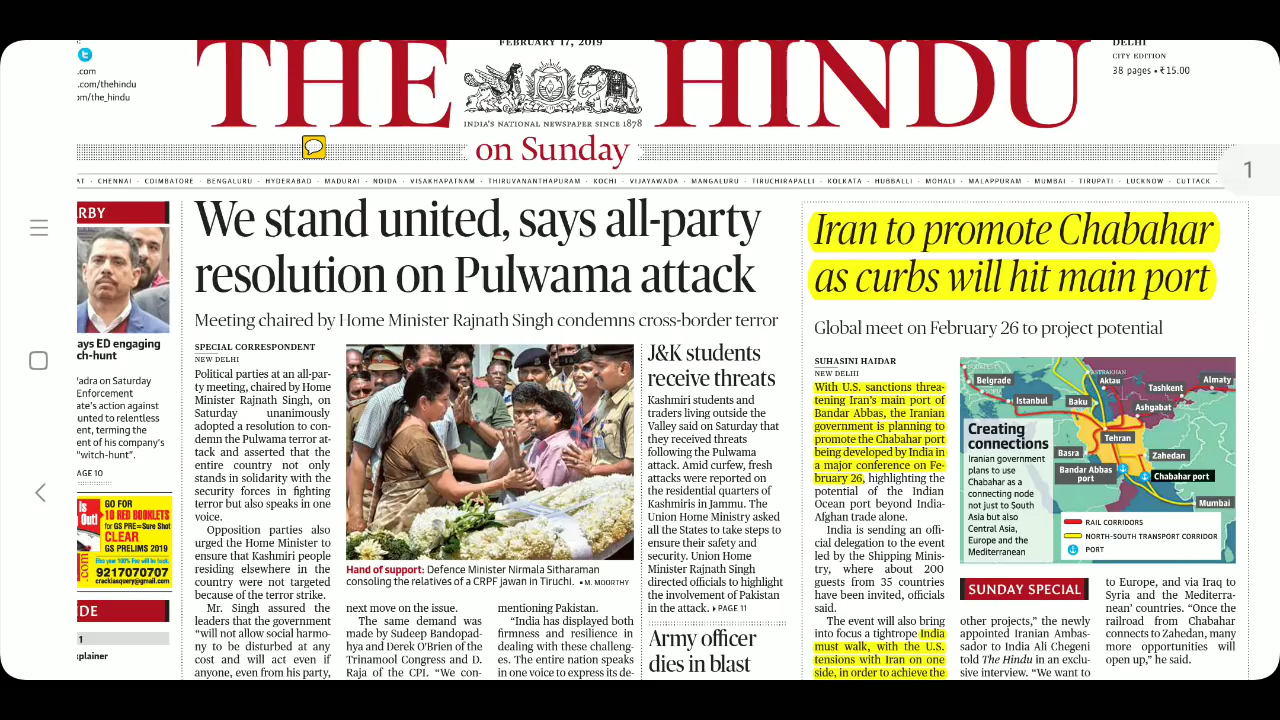 FEBRUARY 17, 2019
DELHI
CITY EDITION
38 pages • ₹15.00
.com
.com/thehindu
om/the_hindu
THE HINDU
INDIA'S NATIONAL NEWSPAPER SINCE 1878
on Sunday
1
AT · CHENNAI · COIMBATORE · BENGALURU · HYDERABAD · MADURAI · NOIDA · VISAKHAPATNAM · THIRUVANANTHAPURAM · KOCHI · VIJAYAWADA · MANGALURU · TIRUCHIRAPALLI · KOLKATA · HUBBALLI · MOHALI · MALAPPURAM · MUMBAI · TIRUPATI · LUCKNOW · CUTTACK ·
RBY
ays ED engaging
ch-hunt
adra on Saturday
Enforcement
ate's action against
unted to relentless
ent, terming the
ent of his company's
"witch-hunt".
AGE 10
is
Out!
GO FOR
10 RED BOOKLETS
for GS PRE=Sure Shot
CLEAR
GS PRELIMS 2019
Else your 100% Fee will be back.
9217070707
crackiasquery@gmail.com
.com
DE
1
plainer
We stand united, says all-party
resolution on Pulwama attack
Meeting chaired by Home Minister Rajnath Singh condemns cross-border terror
SPECIAL CORRESPONDENT
NEW DELHI
Political parties at an all-par-
ty meeting, chaired by Home
Minister Rajnath Singh, on
Saturday unanimously
adopted a resolution to con-
demn the Pulwama terror at-
tack and asserted that the
entire country not only
stands in solidarity with the
security forces in fighting
terror but also speaks in one
voice.
Opposition parties also
urged the Home Minister to
ensure that Kashmiri people
residing elsewhere in the
country were not targeted
because of the terror strike.
Mr. Singh assured the
leaders that the government
"will not allow social harmo-
ny to be disturbed at any
cost and will act even if
anyone, even from his party,
Hand of support: Defence Minister Nirmala Sitharaman
consoling the relatives of a CRPF jawan in Tiruchi. • M. MOORTHY
next move on the issue.
The same demand was
made by Sudeep Bandopad-
hya and Derek O'Brien of the
Trinamool Congress and D.
Raja of the CPI. "We con-
mentioning Pakistan.
"India has displayed both
firmness and resilience in
dealing with these challeng-
es. The entire nation speaks
in one voice to express its de-
J&K students
receive threats
Kashmiri students and
traders living outside the
Valley said on Saturday that
they received threats
following the Pulwama
attack. Amid curfew, fresh
attacks were reported on
the residential quarters of
Kashmiris in Jammu. The
Union Home Ministry asked
all the States to take steps to
ensure their safety and
security. Union Home
Minister Rajnath Singh
directed officials to highlight
the involvement of Pakistan
in the attack. ▸ PAGE 11
Army officer
dies in blast
Iran to promote Chabahar
as curbs will hit main port
Global meet on February 26 to project potential
SUHASINI HAIDAR
NEW DELHI
With U.S. sanctions threa-
tening Iran's main port of
Bandar Abbas, the Iranian
government is planning to
promote the Chabahar port
being developed by India in
a major conference on Fe-
bruary 26, highlighting the
potential of the Indian
Ocean port beyond India-
Afghan trade alone.
India is sending an offi-
cial delegation to the event
led by the Shipping Minis-
try, where about 200
guests from 35 countries
have been invited, officials
said.
The event will also bring
into focus a tightrope India
must walk, with the U.S.
tensions with Iran on one
side, in order to achieve the
Creating
connections
Iranian government
plans to use
Chabahar as a
connecting node
not just to South
Asia but also
Central Asia,
Europe and the
Mediterranean
Belgrade
Istanbul
ASTRAKHAN
Aktau
Baku
Tashkent
Almaty
Ashgabat
Tehran
Basra
Zahedan
Bandar Abbas
port
Chabahar port
Mumbai
RAIL CORRIDORS
NORTH-SOUTH TRANSPORT CORRIDOR
PORT
SUNDAY SPECIAL
other projects," the newly
appointed Iranian Ambas-
sador to India Ali Chegeni
told The Hindu in an exclu-
sive interview. "We want to
to Europe, and via Iraq to
Syria and the Mediterra-
nean' countries. "Once the
railroad from Chabahar
connects to Zahedan, many
more opportunities will
open up," he said.